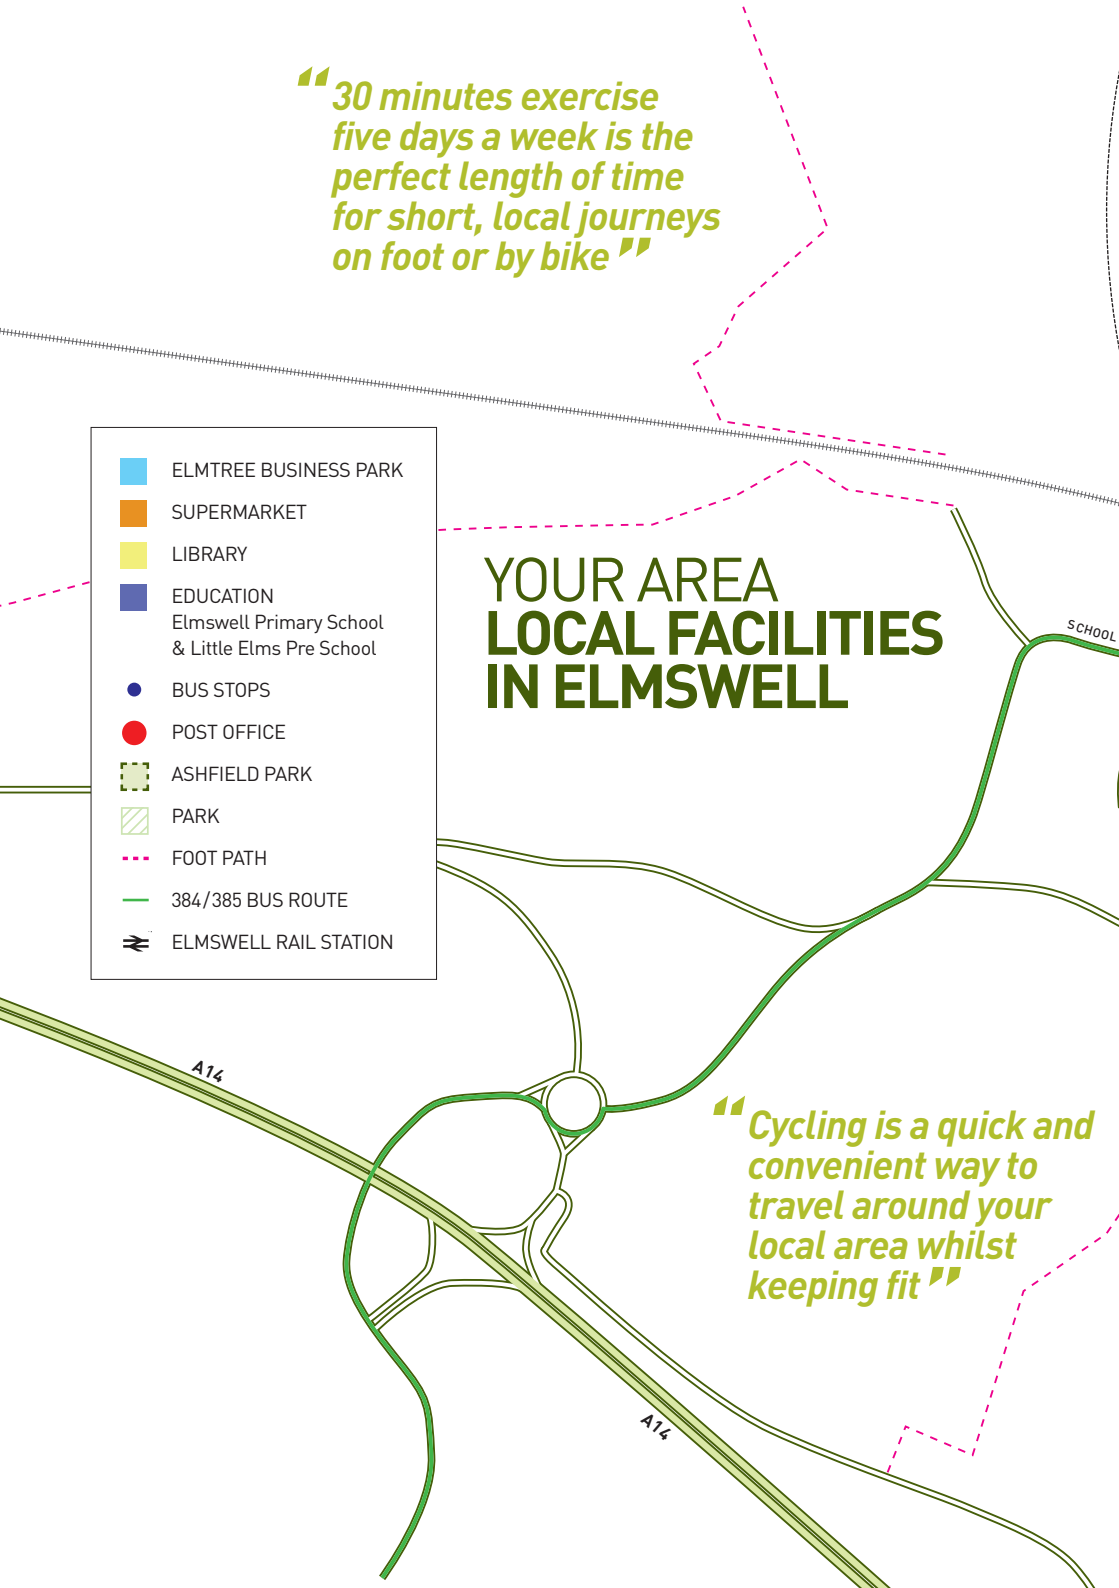 “30 minutes exercise
five days a week is the
perfect length of time
for short, local journeys
on foot or by bike”
ELMTREE BUSINESS PARK
SUPERMARKET
LIBRARY
EDUCATION
Elmswell Primary School
& Little Elms Pre School
BUS STOPS
POST OFFICE
ASHFIELD PARK
PARK
FOOT PATH
384/385 BUS ROUTE
ELMSWELL RAIL STATION
YOUR AREA
LOCAL FACILITIES
IN ELMSWELL
SCHOOL
A14
“Cycling is a quick and
convenient way to
travel around your
local area whilst
keeping fit”
A14